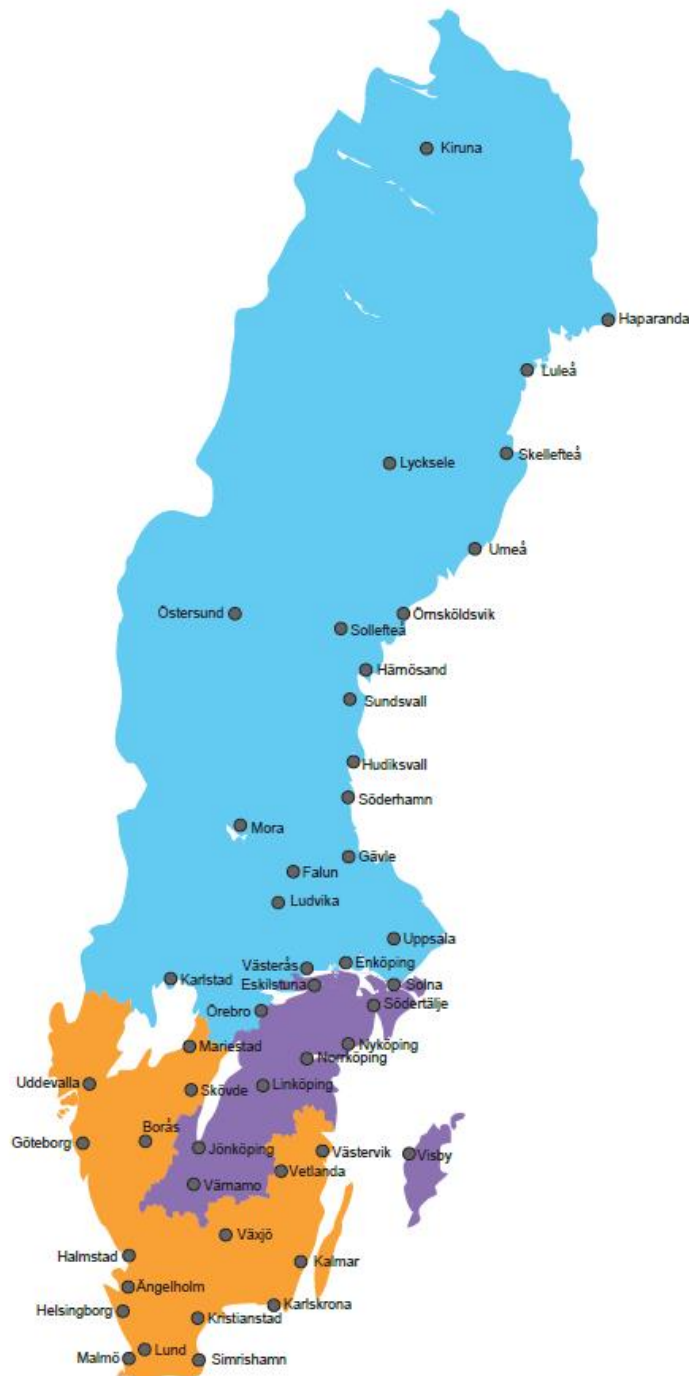 Kiruna
Haparanda
Luleå
Skellefteå
Lycksele
Umeå
Östersund
Örnsköldsvik
Sollefteå
Härnösand
Sundsvall
Hudiksvall
Söderhamn
Mora
Gävle
Falun
Ludvika
Uppsala
Enköping
Västerås
Karlstad
Eskilstuna
Solna
Södertälje
Örebro
Mariestad
Nyköping
Norrköping
Uddevalla
Skövde
Linköping
Borås
Göteborg
Jönköping
Västervik
Visby
Vetlanda
Värnamo
Växjö
Halmstad
Kalmar
Ängelholm
Karlskrona
Helsingborg
Kristianstad
Lund
Malmö
Simrishamn